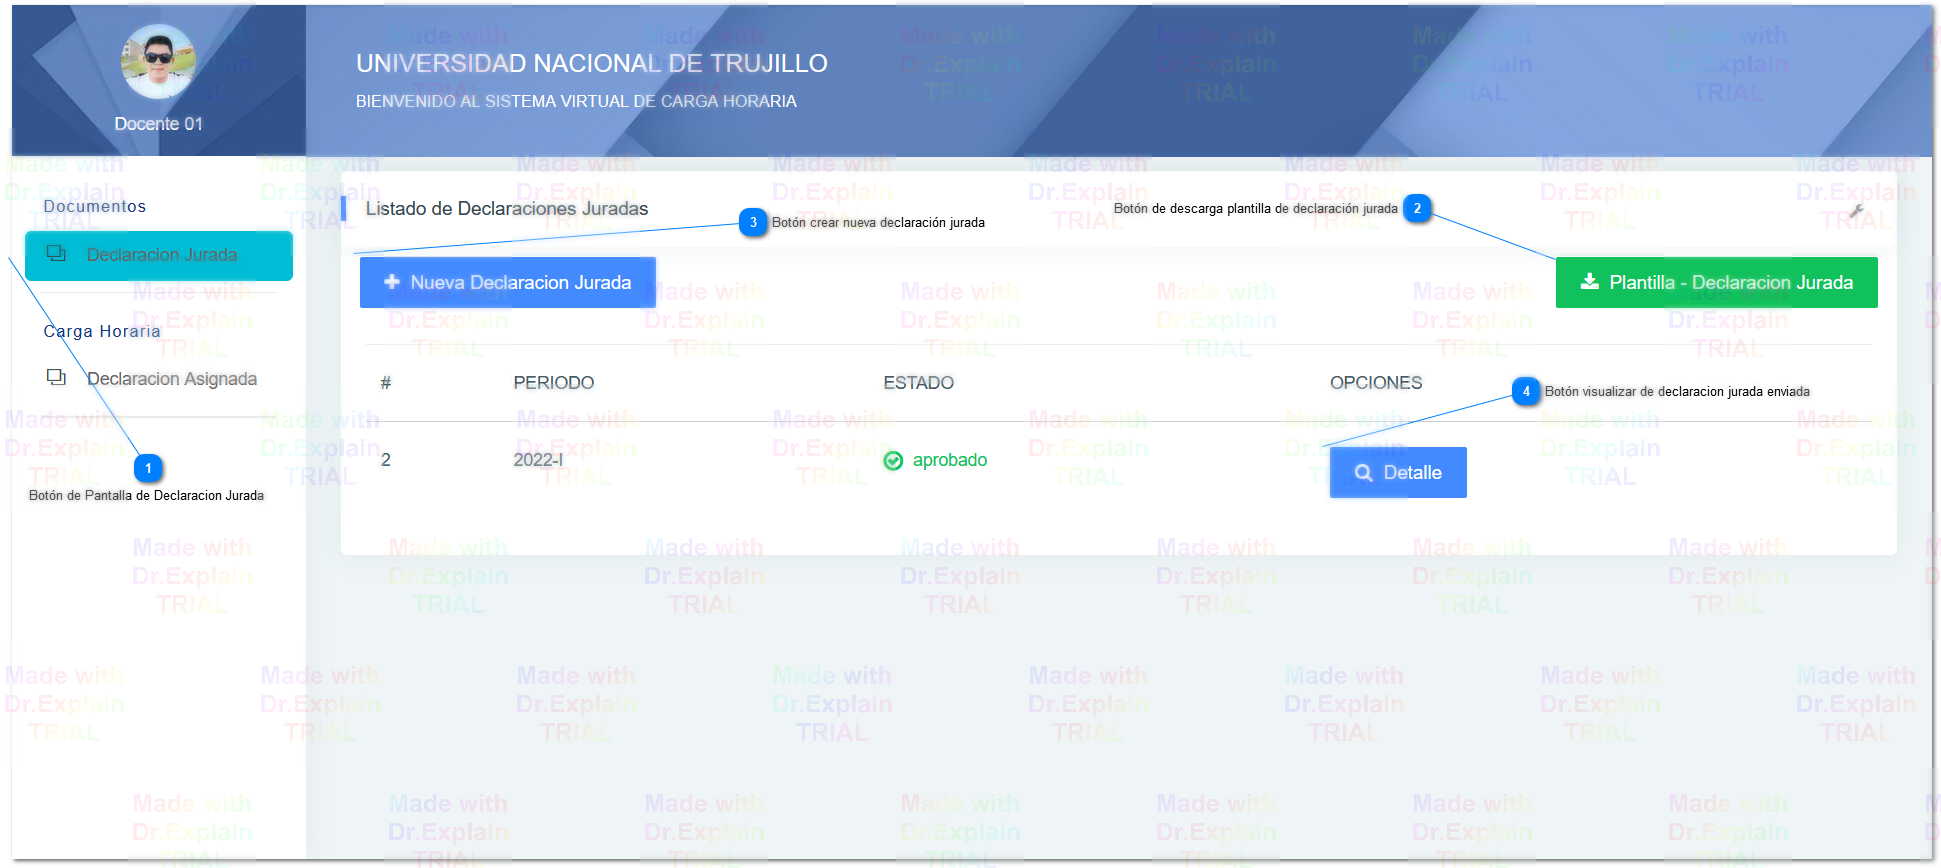 Docente 01
UNIVERSIDAD NACIONAL DE TRUJILLO
BIENVENIDO AL SISTEMA VIRTUAL DE CARGA HORARIA
Documentos
Declaracion Jurada
Carga Horaria
Declaracion Asignada
1
Botón de Pantalla de Declaracion Jurada
Listado de Declaraciones Juradas
3 Botón crear nueva declaración jurada
Botón de descarga plantilla de declaración jurada 2
Nueva Declaracion Jurada
Plantilla - Declaracion Jurada
# PERIODO ESTADO OPCIONES
4 Botón visualizar de declaracion jurada enviada
2 2022-I aprobado Detalle
Made with
Dr.Explain
TRIAL